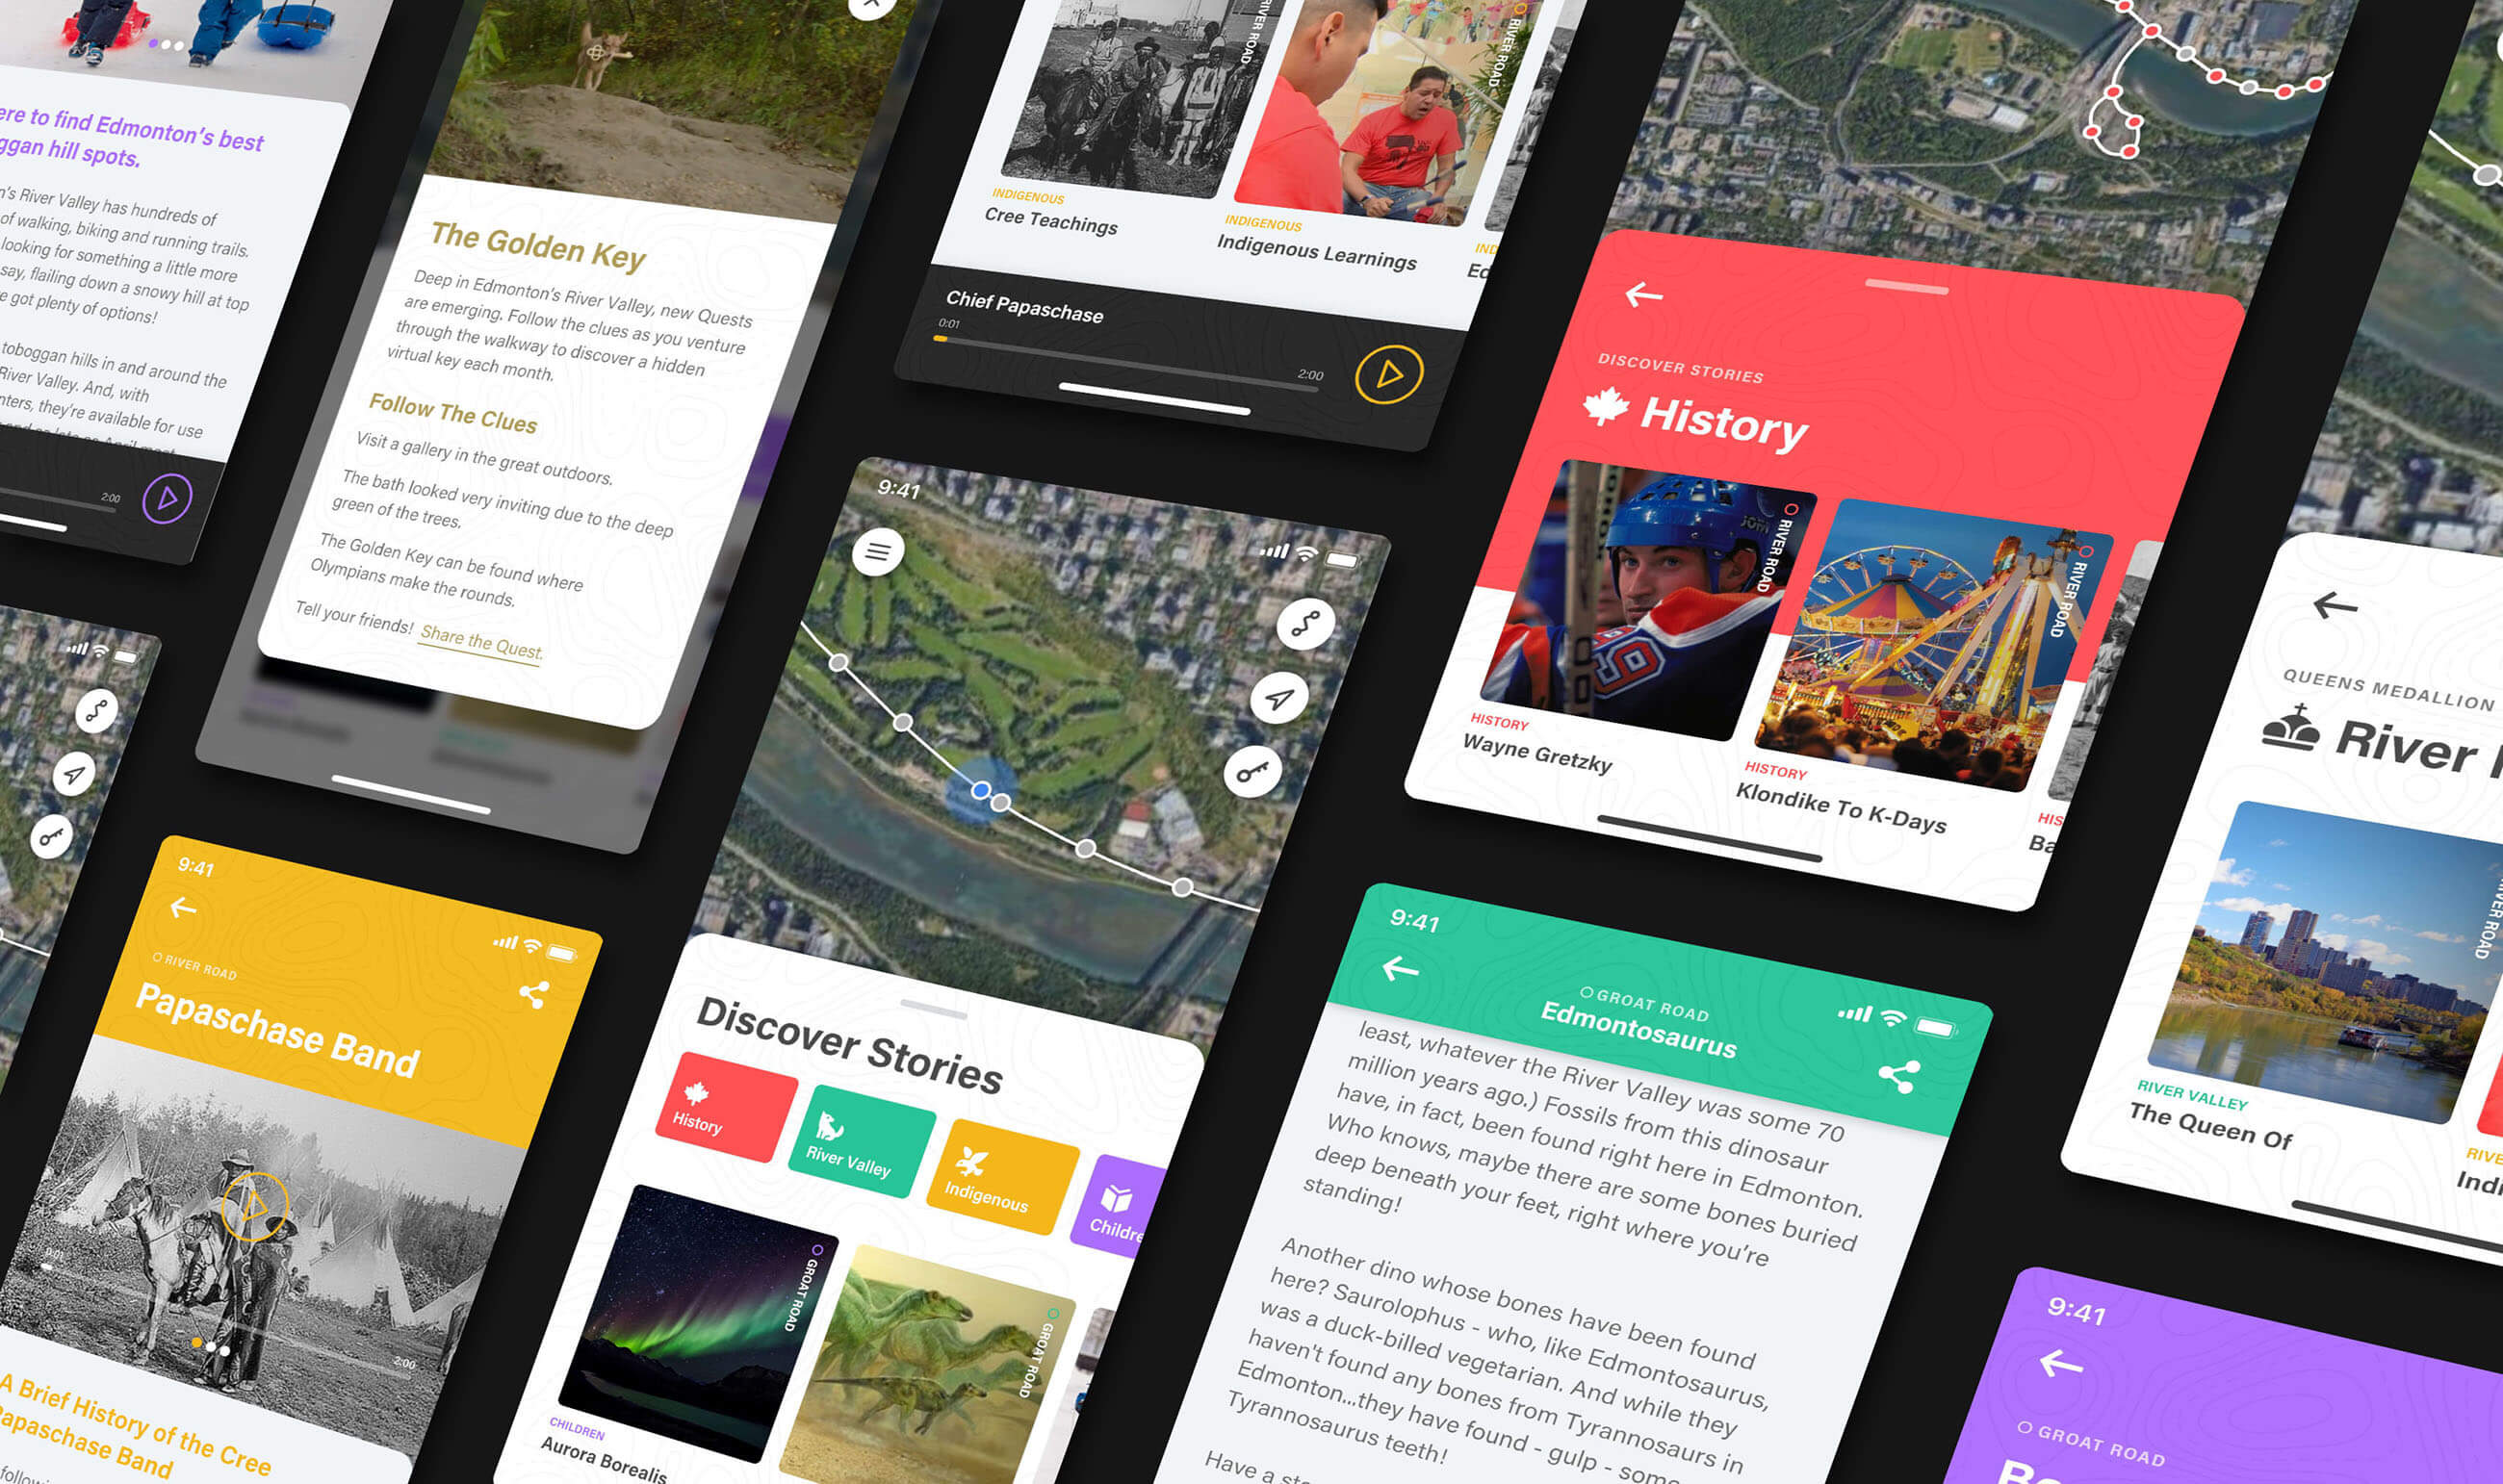 ere to find Edmonton's best
ggan hill spots.
n's River Valley has hundreds of
of walking, biking and running trails.
looking for something a little more
say, flailing down a snowy hill at top
e got plenty of options!
toboggan hills in and around the
River Valley. And, with
nters, they're available for use
2:00
The Golden Key
Deep in Edmonton's River Valley, new Quests
are emerging. Follow the clues as you venture
through the walkway to discover a hidden
virtual key each month.
Follow The Clues
Visit a gallery in the great outdoors.
The bath looked very inviting due to the deep
green of the trees.
The Golden Key can be found where
Olympians make the rounds.
Tell your friends! Share the Quest.
RIVER ROAD
RIVER ROAD
INDIGENOUS
Cree Teachings
INDIGENOUS
Indigenous Learnings
IND
Ed
Chief Papaschase
0:01
2:00
DISCOVER STORIES
History
RIVER ROAD
RIVER ROAD
HISTORY
Wayne Gretzky
HISTORY
Klondike To K-Days
HIS
Ba
QUEENS MEDALLION
River
RIVER ROAD
RIVER VALLEY
The Queen Of
RIVE
Indi
9:41
RIVER ROAD
Papaschase Band
0:01
2:00
A Brief History of the Cree
Papaschase Band
9:41
Discover Stories
History
River Valley
Indigenous
Childre
GROAT ROAD
GROAT ROAD
CHILDREN
Aurora Borealis
9:41
GROAT ROAD
Edmontosaurus
least, whatever the River Valley was some 70
million years ago.) Fossils from this dinosaur
have, in fact, been found right here in Edmonton.
Who knows, maybe there are some bones buried
deep beneath your feet, right where you're
standing!
Another dino whose bones have been found
here? Saurolophus - who, like Edmontosaurus,
was a duck-billed vegetarian. And while they
haven't found any bones from Tyrannosaurs in
Edmonton...they have found - gulp - some
Tyrannosaurus teeth!
Have a
9:41
GROAT ROAD